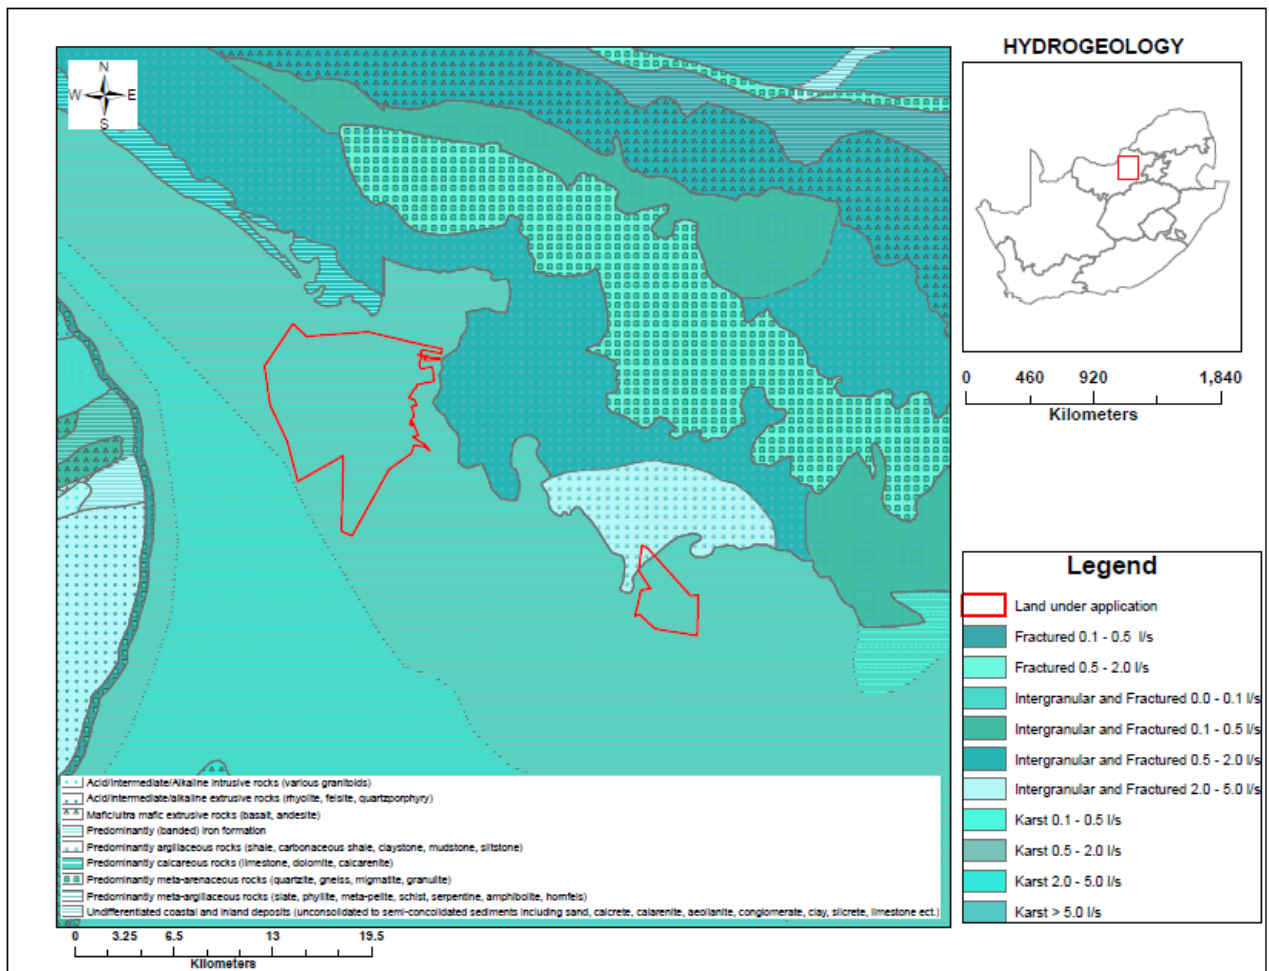 HYDROGEOLOGY
N
W E
S
0 460 920 1,840
Kilometers
Legend
Land under application
Fractured 0.1 - 0.5 l/s
Fractured 0.5 - 2.0 l/s
Intergranular and Fractured 0.0 - 0.1 l/s
Intergranular and Fractured 0.1 - 0.5 l/s
Intergranular and Fractured 0.5 - 2.0 l/s
Intergranular and Fractured 2.0 - 5.0 l/s
Karst 0.1 - 0.5 l/s
Karst 0.5 - 2.0 l/s
Karst 2.0 - 5.0 l/s
Karst > 5.0 l/s
Acid/Intermediate/Alkaline intrusive rocks (various granitoids)
Acid/intermediate/alkaline extrusive rocks (rhyolite, felsite, quartzporphyry)
Mafic/ultra mafic extrusive rocks (basalt, andesite)
Predominantly (banded) iron formation
Predominantly argillaceous rocks (shale, carbonaceous shale, claystone, mudstone, siltstone)
Predominantly calcareous rocks (limestone, dolomite, calcarenite)
Predominantly meta-arenaceous rocks (quartzite, gneiss, migmatite, granulite)
Predominantly meta-argillaceous rocks (slate, phyllite, meta-pelite, schist, serpentine, amphibolite, hornfels)
Undifferentiated coastal and inland deposits (unconsolidated to semi-concolidated sediments including sand, calcrete, calarenite, aeolianite, conglomerate, clay, silcrete, limestone ect.)
0 3.25 6.5 13 19.5
Kilometers